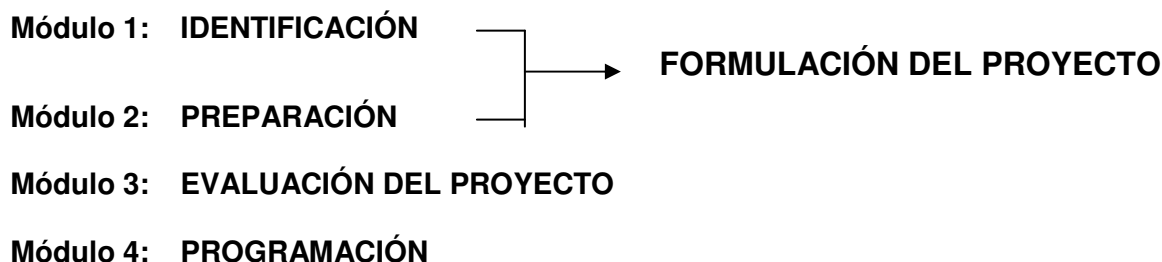 Módulo 1: IDENTIFICACIÓN
FORMULACIÓN DEL PROYECTO
Módulo 2: PREPARACIÓN
Módulo 3: EVALUACIÓN DEL PROYECTO
Módulo 4: PROGRAMACIÓN